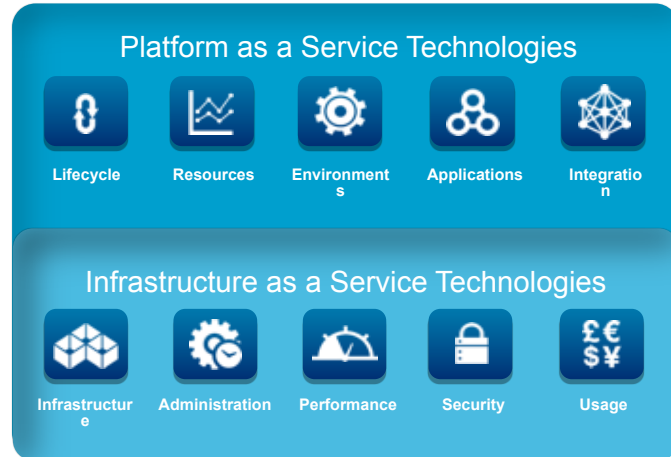 Platform as a Service Technologies
Lifecycle
Resources
Environment
s
Applications
Integratio
n
Infrastructure as a Service Technologies
£€
$¥
Infrastructur
e
Administration
Performance
Security
Usage